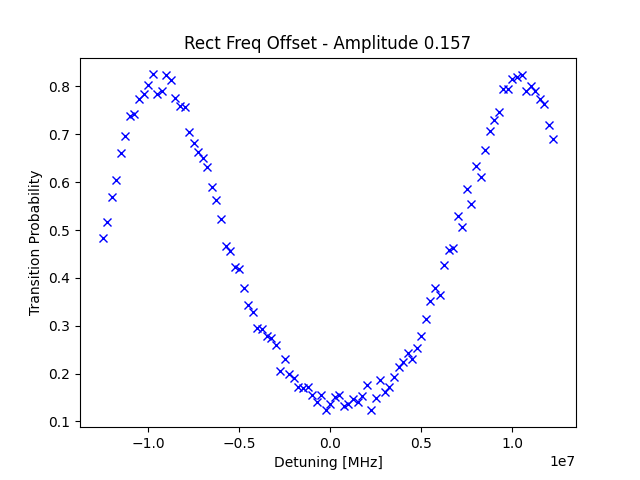 Rect Freq Offset - Amplitude 0.157
Transition Probability
0.8
0.7
0.6
0.5
0.4
0.3
0.2
0.1
−1.0 −0.5 0.0 0.5 1.0
1e7
Detuning [MHz]